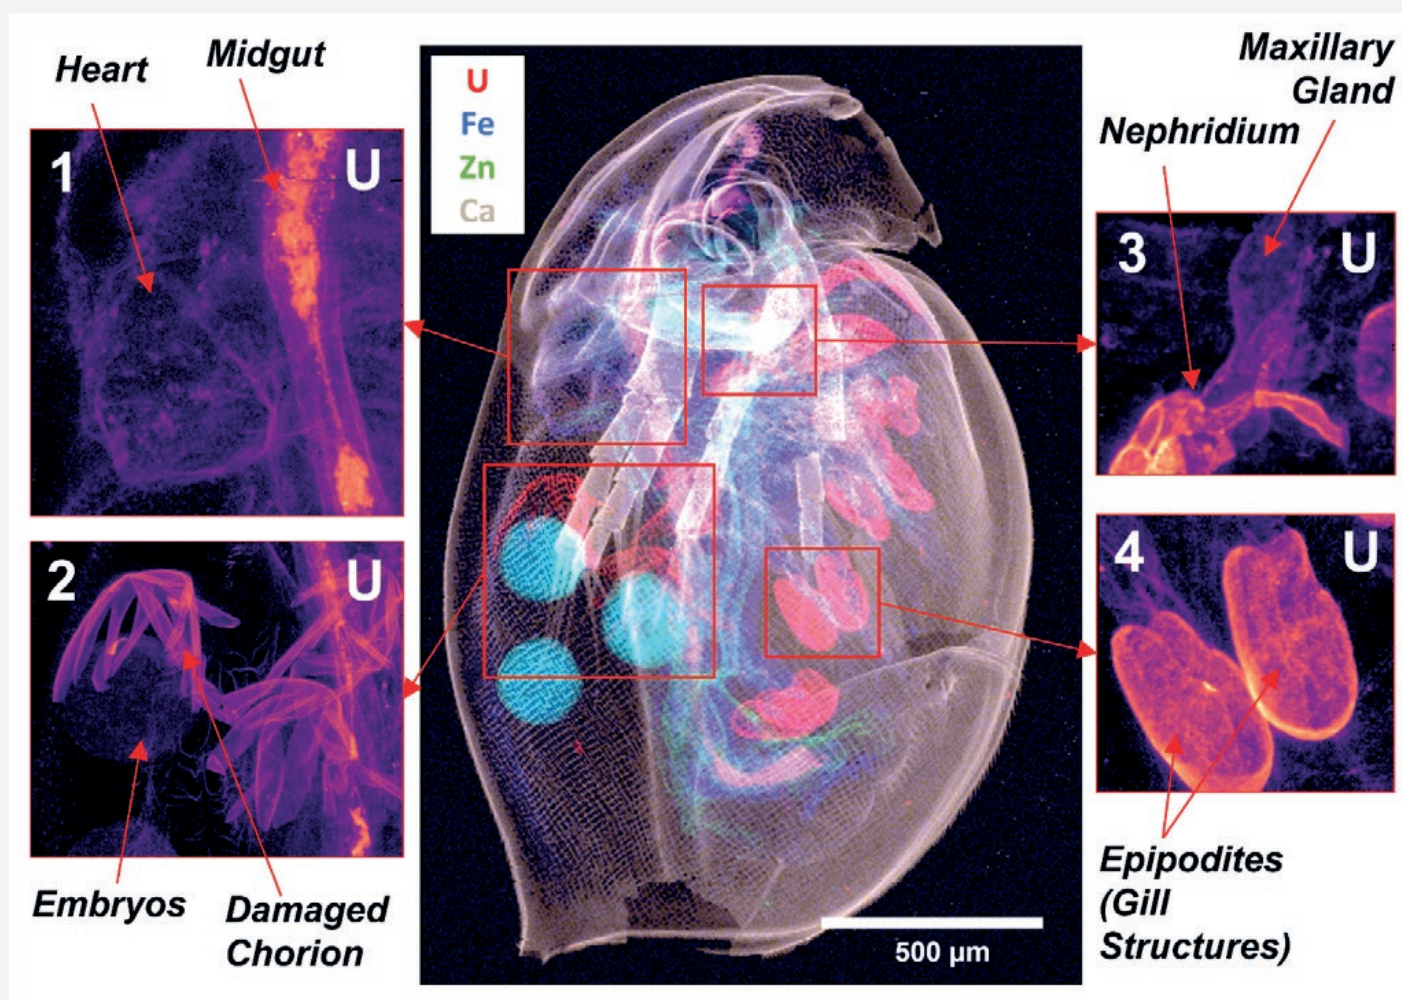 Heart
Midgut
1
U
2
U
Embryos
Damaged
Chorion
U
Fe
Zn
Ca
500 µm
Maxillary
Gland
Nephridium
3
U
4
U
Epipodites
(Gill
Structures)